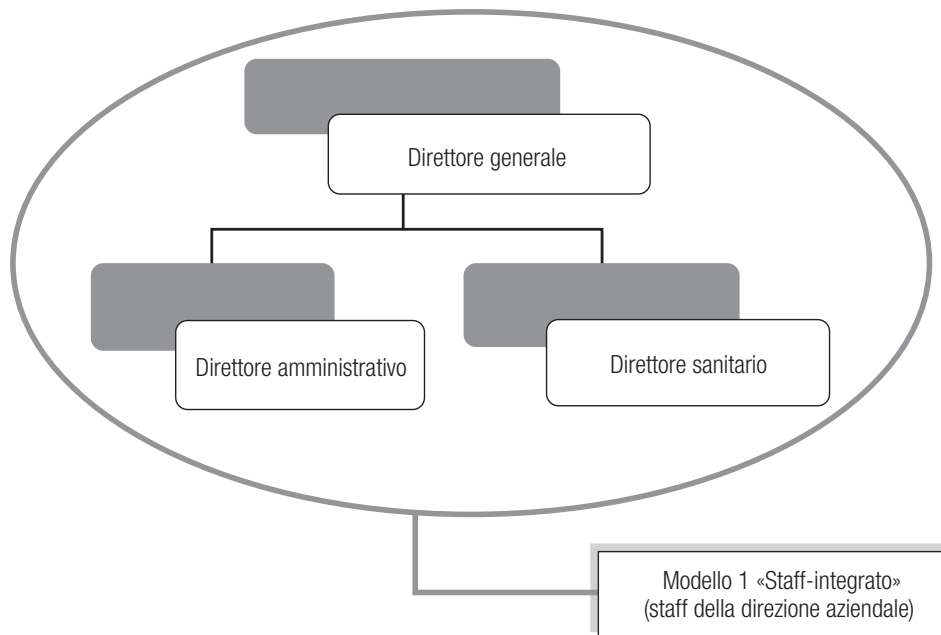 Direttore generale
Direttore amministrativo
Direttore sanitario
Modello 1 «Staff-integrato»
(staff della direzione aziendale)